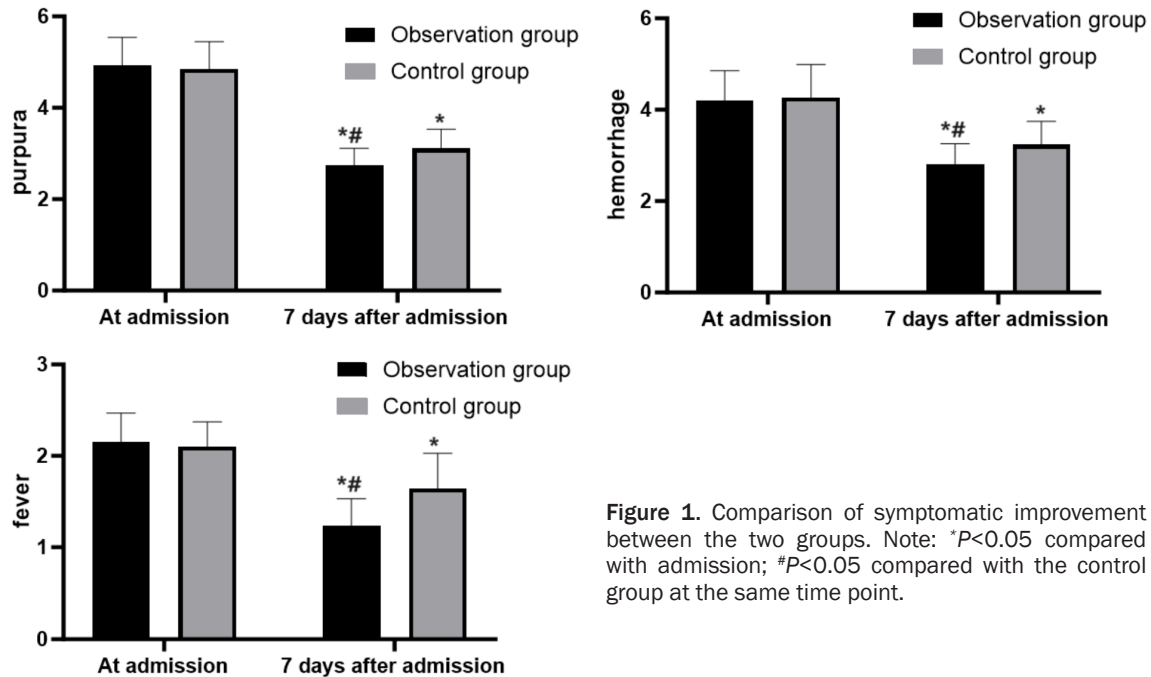 6
4
2
0
purpura
Observation group
Control group
*#
*
At admission
7 days after admission
6
4
2
0
hemorrhage
Observation group
Control group
*#
*
At admission
7 days after admission
3
2
1
0
fever
Observation group
Control group
*#
*
At admission
7 days after admission
Figure 1. Comparison of symptomatic improvement
between the two groups. Note: *P<0.05 compared
with admission; #P<0.05 compared with the control
group at the same time point.